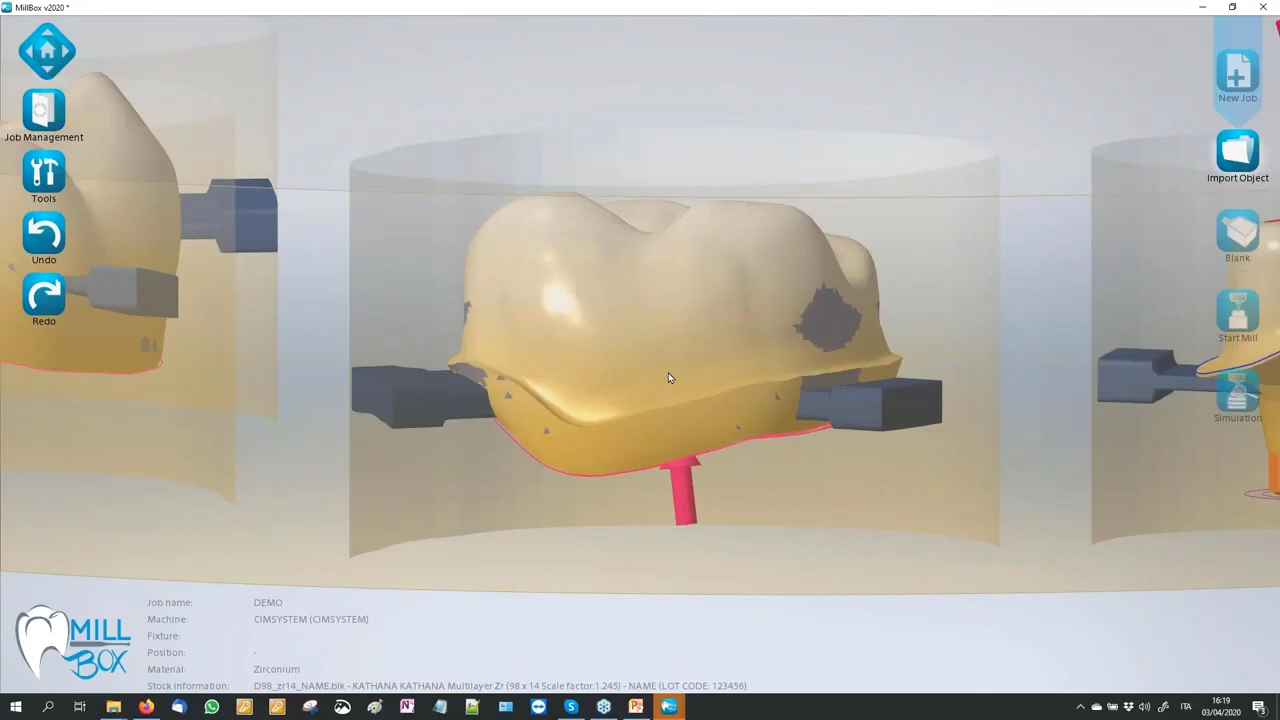 MillBox v2020 *
Job Management
Tools
Undo
Redo
New Job
Import Object
Blank
Start Mill
Simulation
MILL
BOX
Job name: DEMO
Machine: CIMSYSTEM (CIMSYSTEM)
Fixture:
Position: -
Material: Zirconium
Stock information: D98_zr14_NAME.blk - KATHANA KATHANA Multilayer Zr (98 x 14 Scale factor:1.245) - NAME (LOT CODE: 123456)
ITA
16:19
03/04/2020